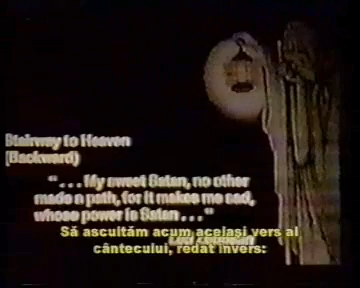 Stairway to Heaven
(Backward)
" . . . My sweet Satan, no other
made a path, for it makes me sad,
whose power is Satan . . . "
Să ascultăm acum același vers al
cântecului, redat invers: